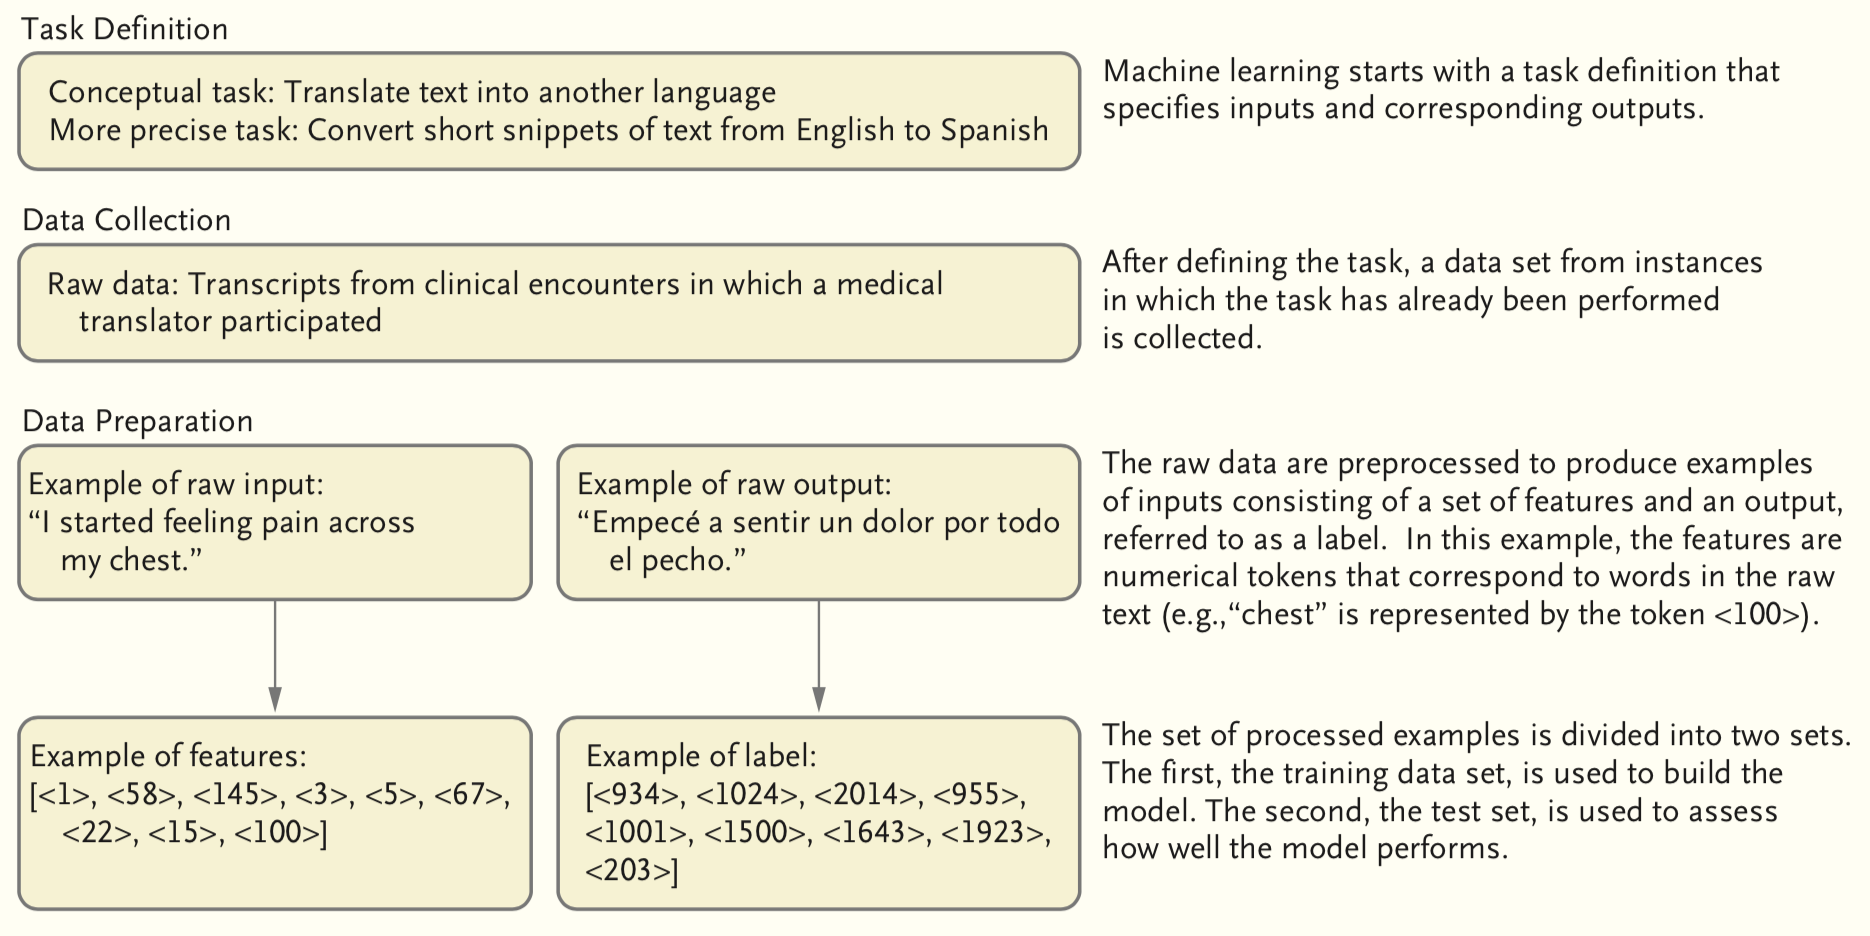 Task Definition
Conceptual task: Translate text into another language
More precise task: Convert short snippets of text from English to Spanish
Machine learning starts with a task definition that
specifies inputs and corresponding outputs.
Data Collection
Raw data: Transcripts from clinical encounters in which a medical
translator participated
After defining the task, a data set from instances
in which the task has already been performed
is collected.
Data Preparation
Example of raw input:
“I started feeling pain across
my chest.”
Example of raw output:
“Empecé a sentir un dolor por todo
el pecho.”
The raw data are preprocessed to produce examples
of inputs consisting of a set of features and an output,
referred to as a label.  In this example, the features are
numerical tokens that correspond to words in the raw
text (e.g.,“chest” is represented by the token <100>).
Example of features:
[<1>, <58>, <145>, <3>, <5>, <67>,
<22>, <15>, <100>]
Example of label:
[<934>, <1024>, <2014>, <955>,
<1001>, <1500>, <1643>, <1923>,
<203>]
The set of processed examples is divided into two sets.
The first, the training data set, is used to build the
model. The second, the test set, is used to assess
how well the model performs.